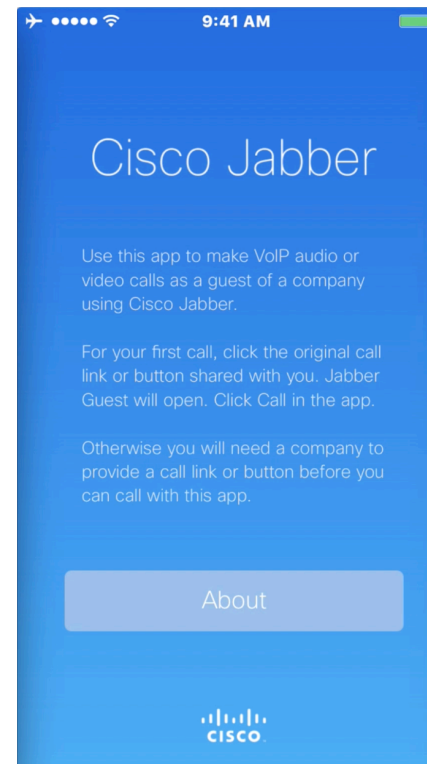 9:41 AM
Cisco Jabber
Use this app to make VoIP audio or
video calls as a guest of a company
using Cisco Jabber.
For your first call, click the original call
link or button shared with you. Jabber
Guest will open. Click Call in the app.
Otherwise you will need a company to
provide a call link or button before you
can call with this app.
About
CISCO.